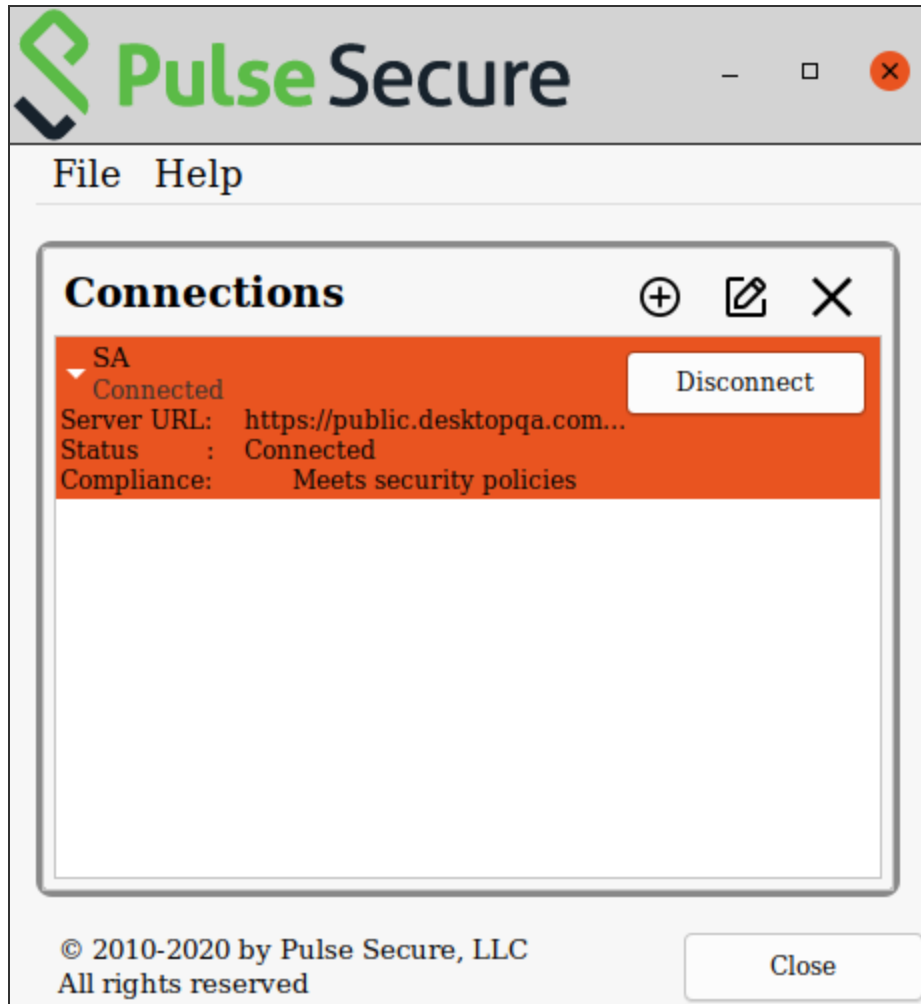 Pulse Secure
File Help
Connections
SA
Connected
Disconnect
Server URL: https://public.desktopqa.com...
Status : Connected
Compliance: Meets security policies
© 2010-2020 by Pulse Secure, LLC
All rights reserved
Close